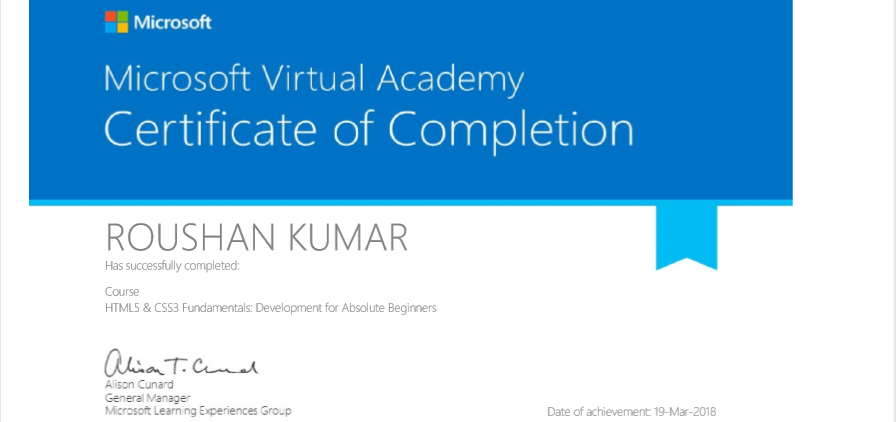 Microsoft
Microsoft Virtual Academy
Certificate of Completion
ROUSHAN KUMAR
Has successfully completed:
Course
HTML5 & CSS3 Fundamentals: Development for Absolute Beginners
Alison T. Cunard
Alison Cunard
General Manager
Microsoft Learning Experiences Group
Date of achievement: 19-Mar-2018